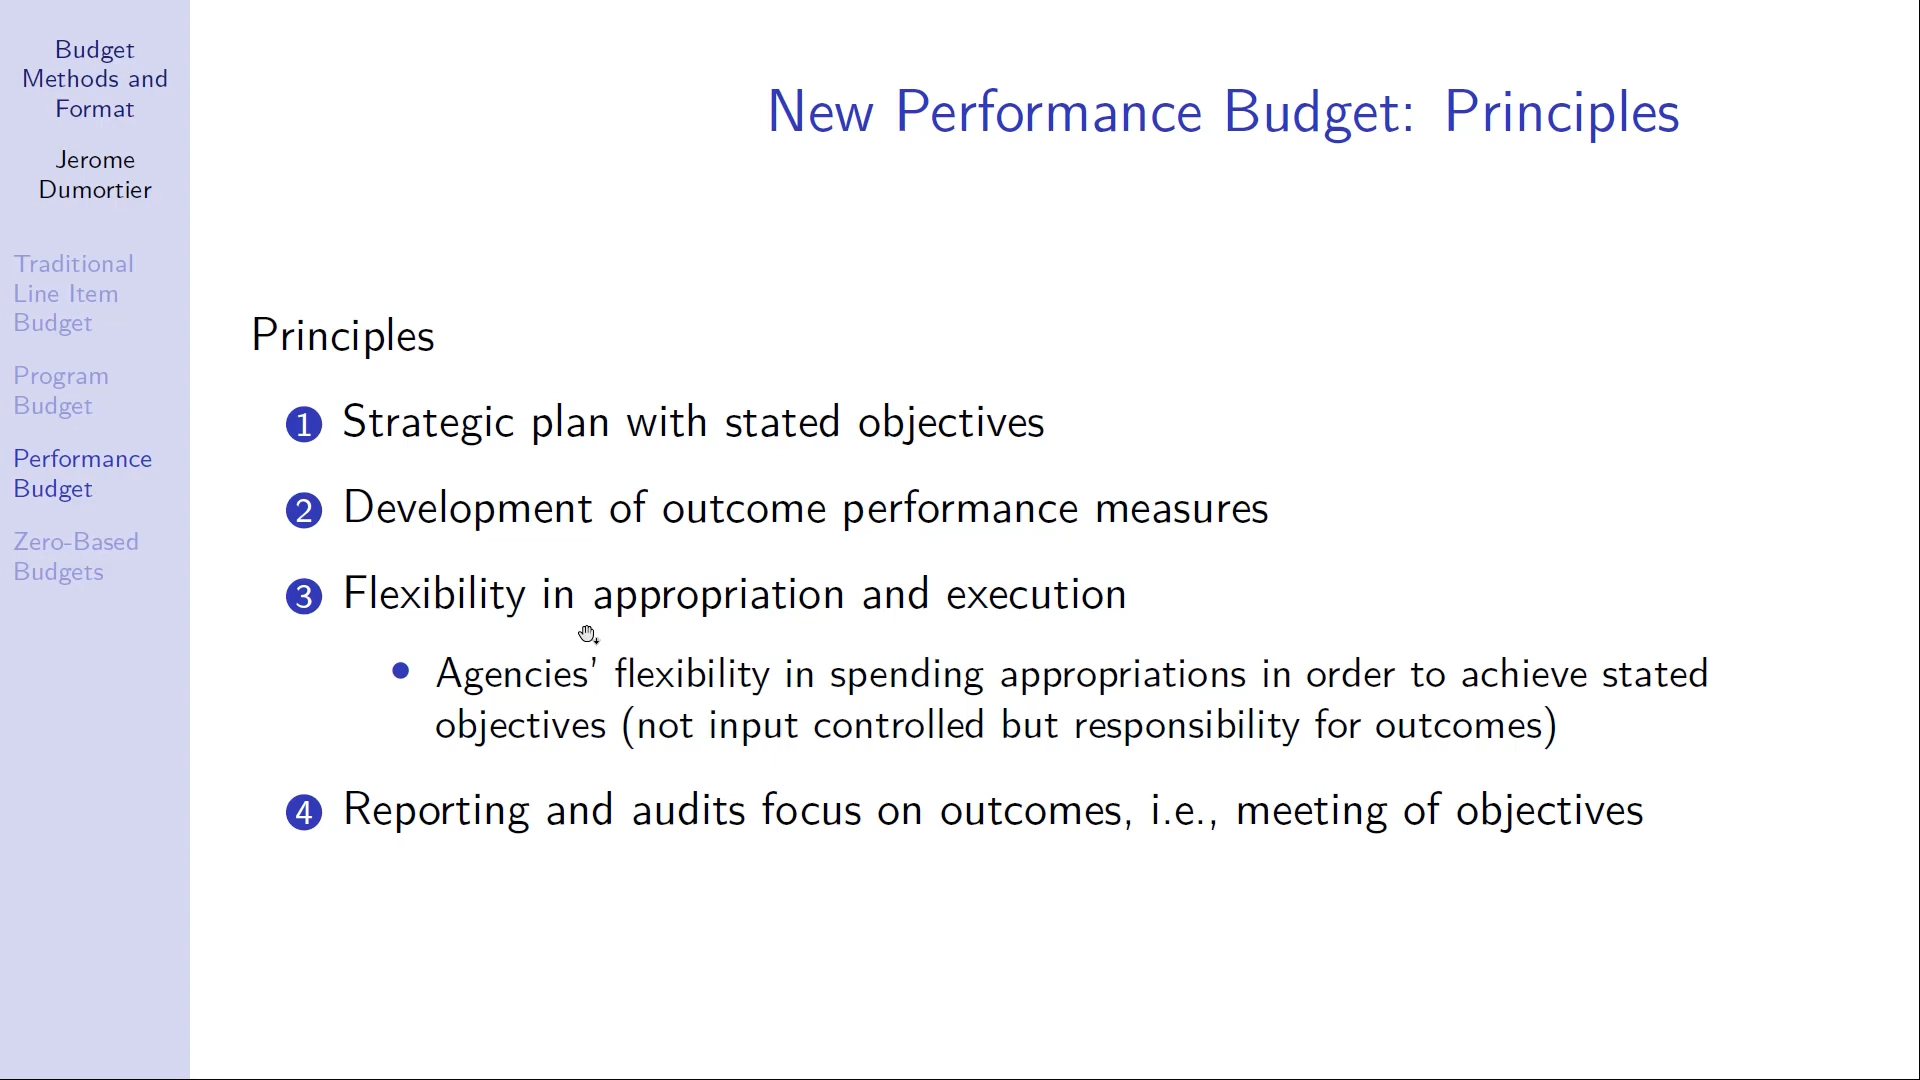 Budget
Methods and
Format
Jerome
Dumortier
Traditional
Line Item
Budget
Program
Budget
Performance
Budget
Zero-Based
Budgets
New Performance Budget: Principles
Principles
1 Strategic plan with stated objectives
2 Development of outcome performance measures
3 Flexibility in appropriation and execution
• Agencies’ flexibility in spending appropriations in order to achieve stated
objectives (not input controlled but responsibility for outcomes)
4 Reporting and audits focus on outcomes, i.e., meeting of objectives